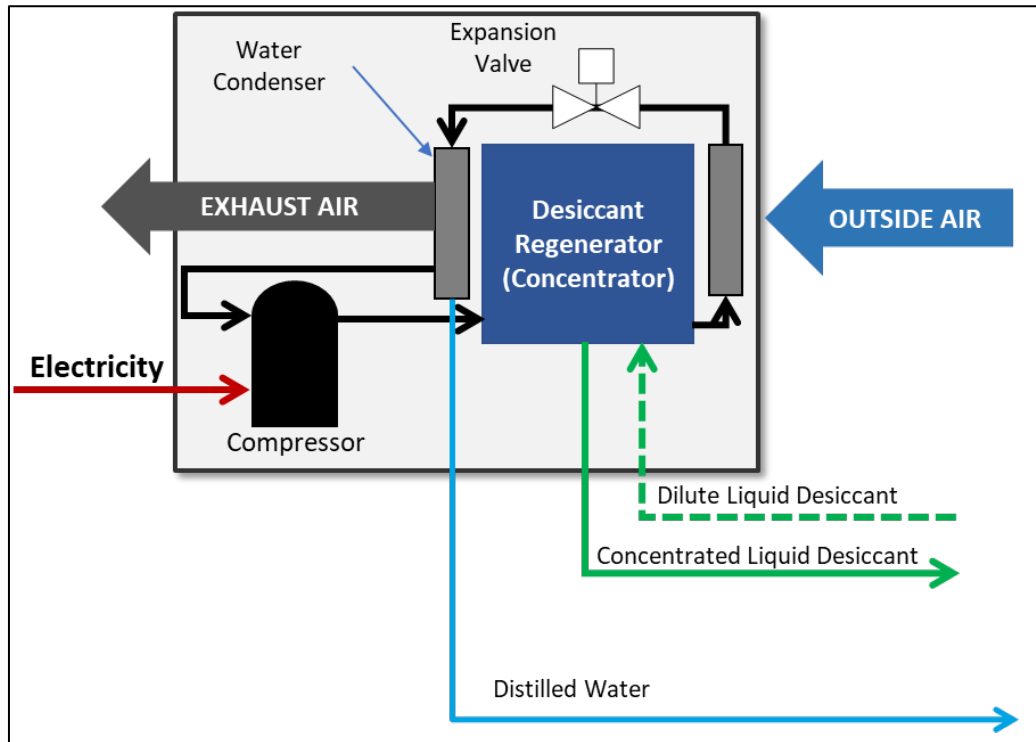 Water
Condenser
Expansion
Valve
EXHAUST AIR
Desiccant
Regenerator
(Concentrator)
OUTSIDE AIR
Electricity
Compressor
Dilute Liquid Desiccant
Concentrated Liquid Desiccant
Distilled Water